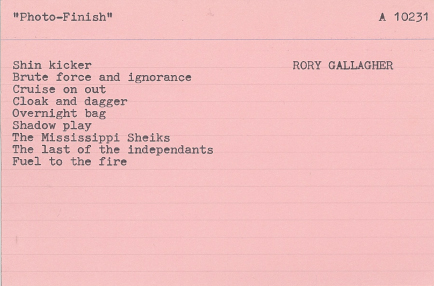 "Photo-Finish" A 10231
Shin kicker RORY GALLAGHER
Brute force and ignorance
Cruise on out
Cloak and dagger
Overnight bag
Shadow play
The Mississippi Sheiks
The last of the independants
Fuel to the fire